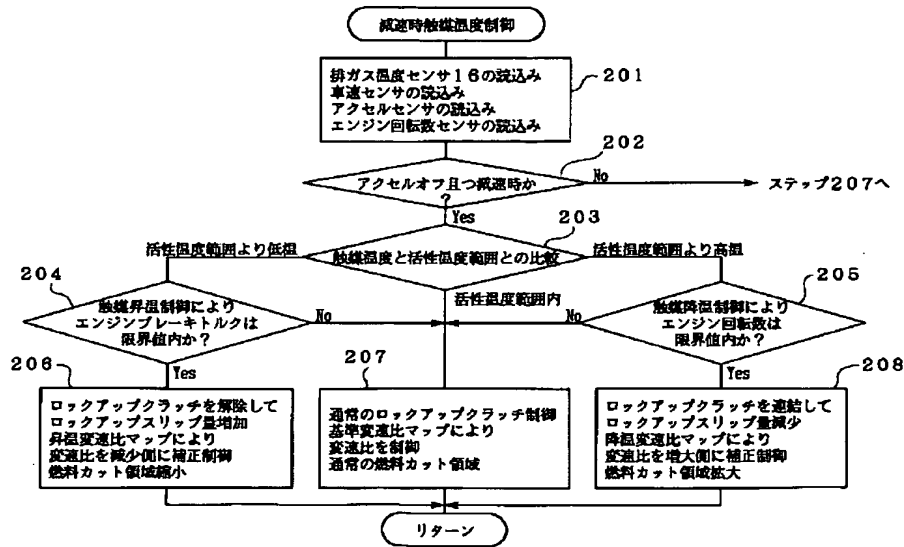 減速時触媒温度制御
排ガス温度センサ16の読込み
車速センサの読込み
アクセルセンサの読込み
エンジン回転数センサの読込み
201
202
アクセルオフ且つ減速時か
?
No
ステップ207へ
Yes
203
触媒温度と活性温度範囲との比較
活性温度範囲より低温
活性温度範囲より高温
活性温度範囲内
204
触媒昇温制御により
エンジンブレーキトルクは
限界値内か?
No
Yes
205
触媒降温制御により
エンジン回転数は
限界値内か?
No
Yes
206
ロックアップクラッチを解除して
ロックアップスリップ量増加
昇温変速比マップにより
変速比を減少側に補正制御
燃料カット領域縮小
207
通常のロックアップクラッチ制御
基準変速比マップにより
変速比を制御
通常の燃料カット領域
208
ロックアップクラッチを連結して
ロックアップスリップ量減少
降温変速比マップにより
変速比を増大側に補正制御
燃料カット領域拡大
リターン